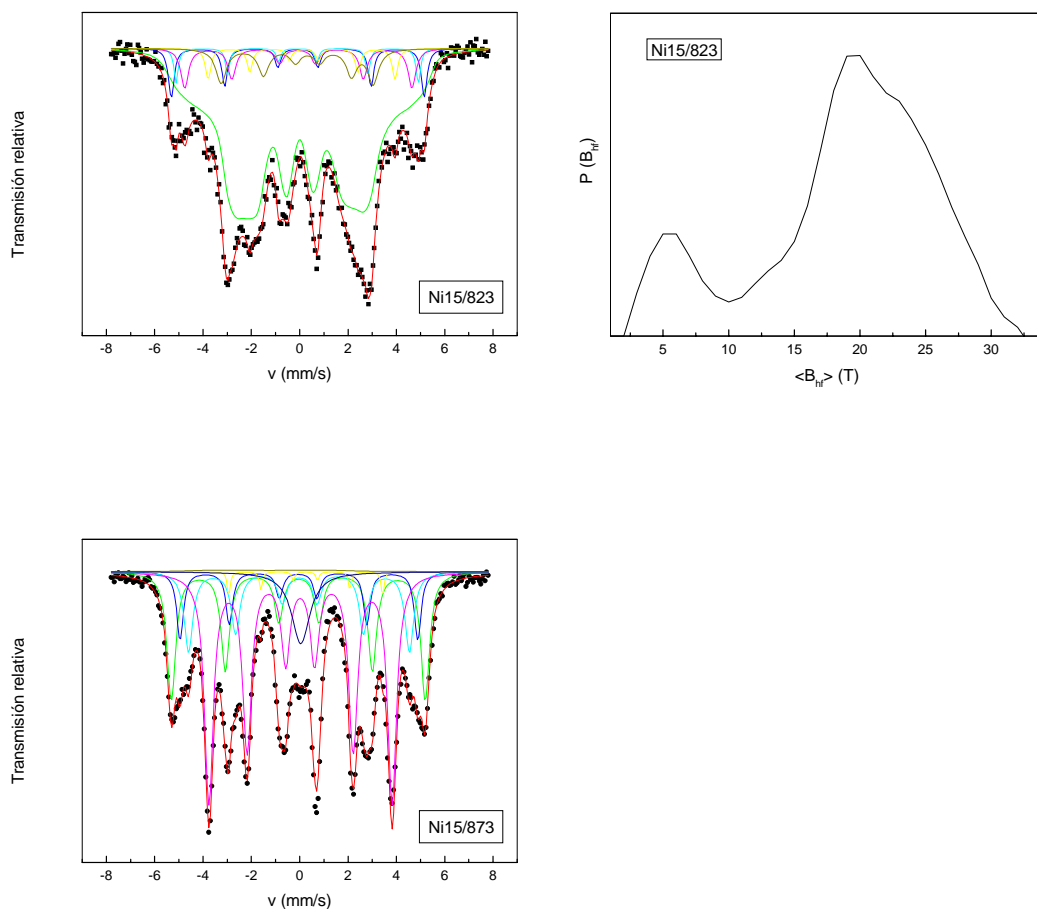 Transmisión relativa
Ni15/823
-8 -6 -4 -2 0 2 4 6 8
v (mm/s)
Ni15/823
P (B_hf)
5 10 15 20 25 30
<B_hf> (T)
Transmisión relativa
Ni15/873
-8 -6 -4 -2 0 2 4 6 8
v (mm/s)